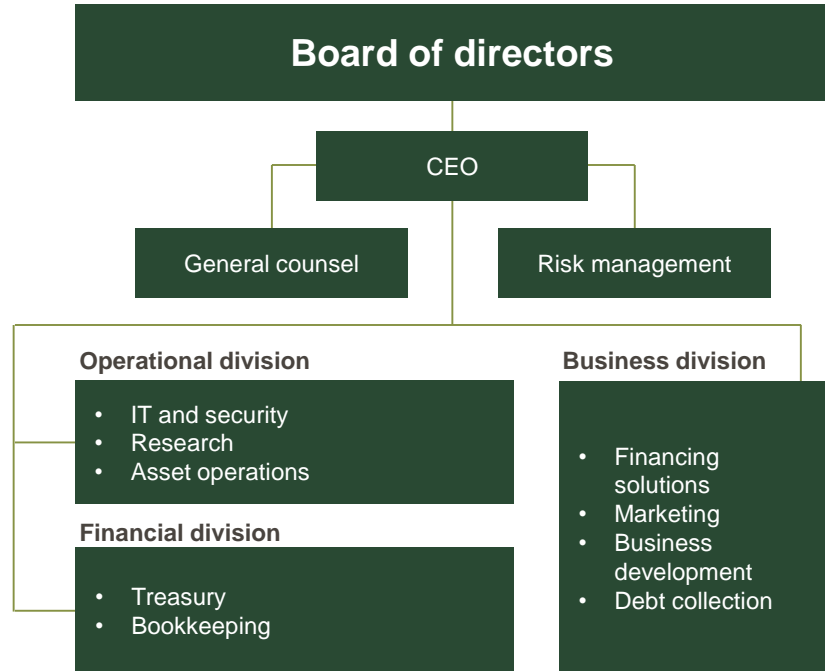 Board of directors
CEO
General counsel
Risk management
Operational division
• IT and security
• Research
• Asset operations
Financial division
• Treasury
• Bookkeeping
Business division
• Financing
solutions
• Marketing
• Business
development
• Debt collection